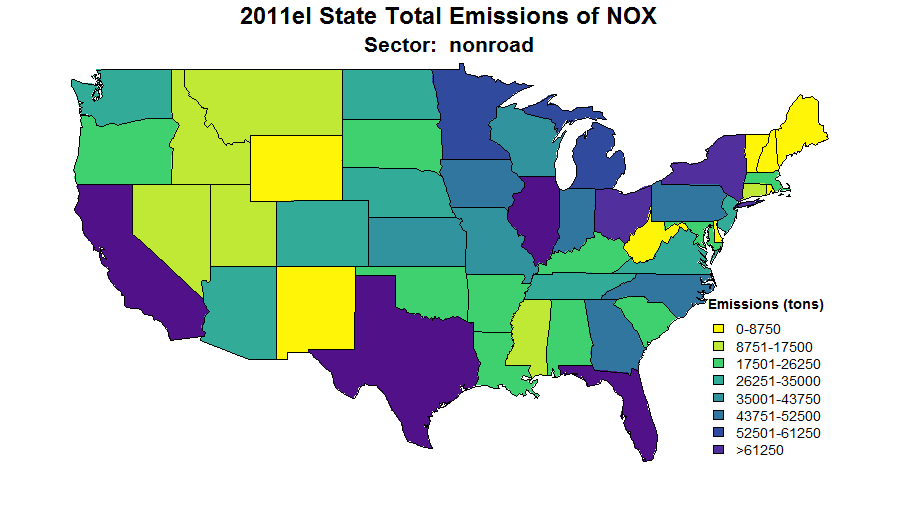 2011el State Total Emissions of NOX
Sector: nonroad
Emissions (tons)
0-8750
8751-17500
17501-26250
26251-35000
35001-43750
43751-52500
52501-61250
>61250